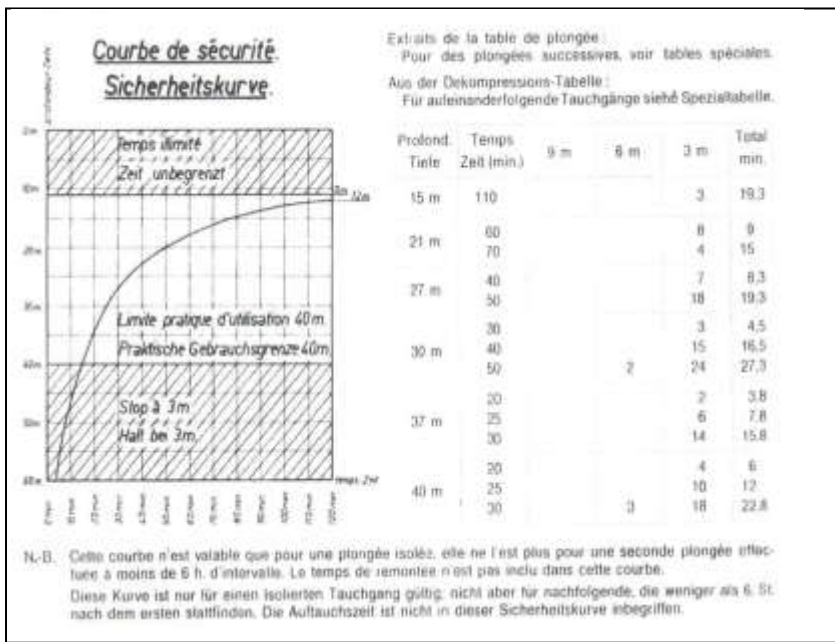 Courbe de sécurité.
Sicherheitskurve.
Temps illimité
Zeit unbegrenzt
12m
Limite pratique d'utilisation 40 m.
Praktische Gebrauchsgrenze 40m.
Stop à 3m
Halt bei 3m.
Extraits de la table de plongée :
Pour des plongées successives, voir tables spéciales.
Aus der Dekompressions-Tabelle :
Für aufeinanderfolgende Tauchgänge siehe Spezialtabelle.
Profond. Temps Total
Tiefe Zeit (min.) 9 m 6 m 3 m min.
15 m 110 3 19,3
60 8 9
21 m
70 4 15
40 7 8,3
27 m
50 18 19,3
30 3 4,5
30 m 40 15 16,5
50 2 24 27,3
20 2 3,8
37 m 25 6 7,8
30 14 15,8
20 4 6
40 m 25 10 12
30 3 18 22,8
N.-B. Cette courbe n'est valable que pour une plongée isolée, elle ne l'est plus pour une seconde plongée effec-
tuée à moins de 6 h. d'intervalle. Le temps de remontée n'est pas inclu dans cette courbe.
Diese Kurve ist nur für einen isolierten Tauchgang gültig; nicht aber für nachfolgende, die weniger als 6. St.
nach dem ersten stattfinden. Die Auftauchszeit ist nicht in dieser Sicherheitskurve inbegriffen.